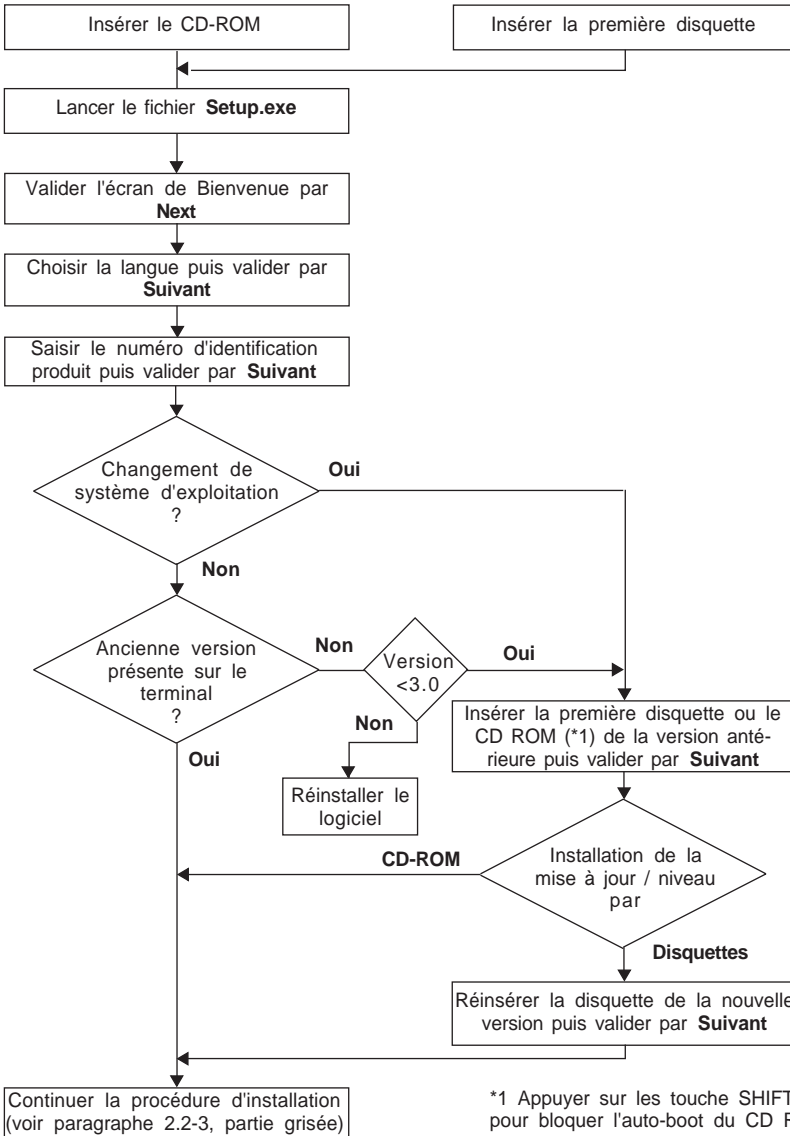 Insérer le CD-ROM
Insérer la première disquette
Lancer le fichier Setup.exe
Valider l'écran de Bienvenue par
Next
Choisir la langue puis valider par
Suivant
Saisir le numéro d'identification
produit puis valider par Suivant
Changement de
système d'exploitation
?
Oui
Non
Ancienne version
présente sur le
terminal
?
Non
Version
<3.0
Oui
Non
Oui
Réinstaller le
logiciel
Insérer la première disquette ou le
CD ROM (*1) de la version anté-
rieure puis valider par Suivant
CD-ROM
Installation de la
mise à jour / niveau
par
Disquettes
Réinsérer la disquette de la nouvelle
version puis valider par Suivant
Continuer la procédure d'installation
(voir paragraphe 2.2-3, partie grisée)
*1 Appuyer sur les touche SHIFT
pour bloquer l'auto-boot du CD